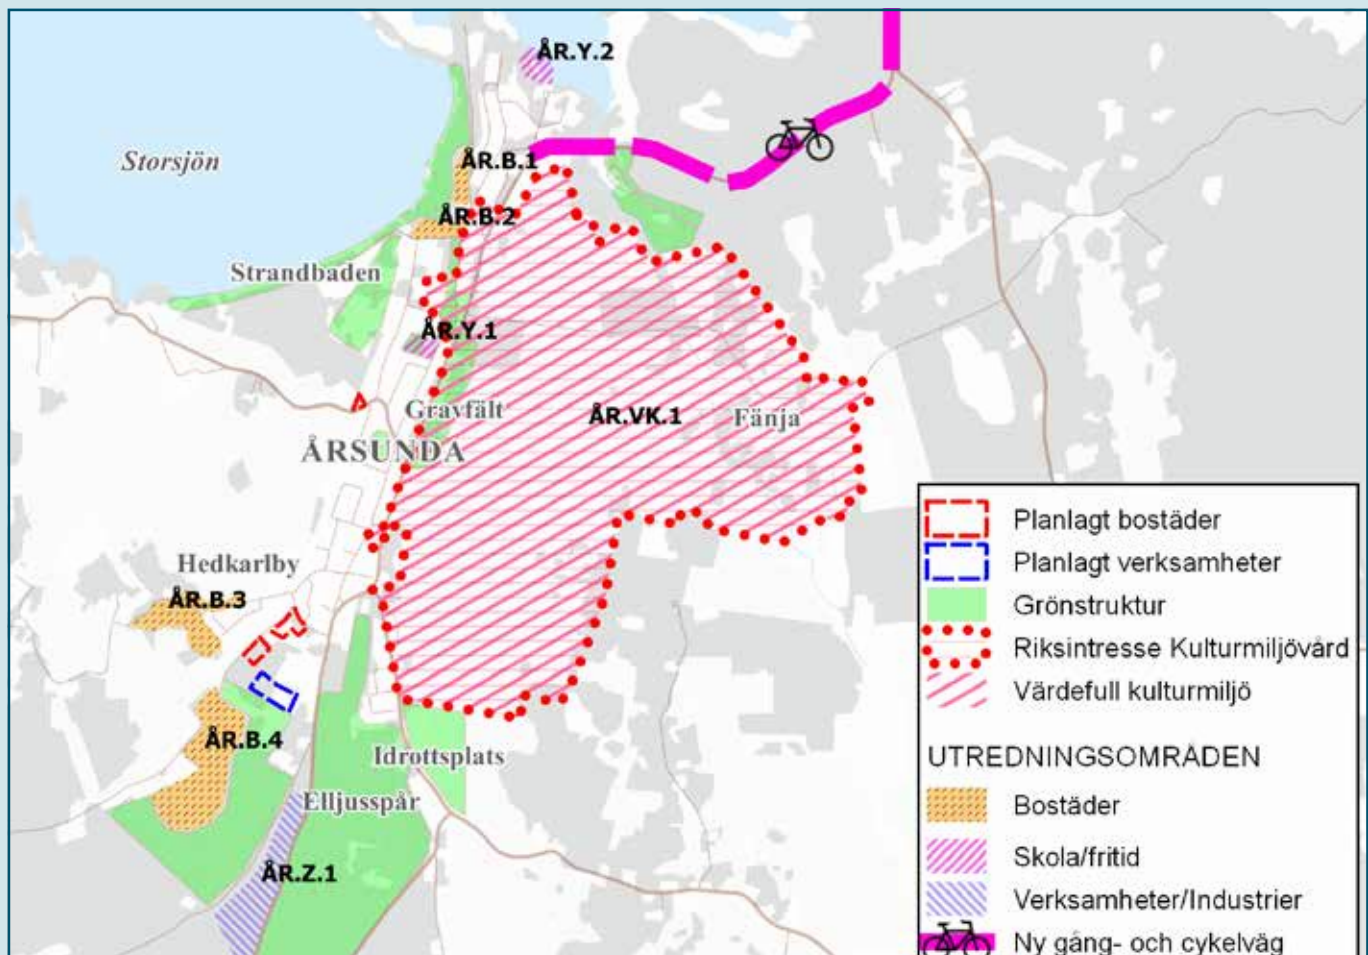 ÅR.Y.2
Storsjön
ÅR.B.1
ÅR.B.2
Strandbaden
ÅR.Y.1
Gravfält
ÅR.VK.1
Fänja
ÅRSUNDA
Hedkarlby
ÅR.B.3
ÅR.B.4
Idrottsplats
Elljusspår
ÅR.Z.1
Planlagt bostäder
Planlagt verksamheter
Grönstruktur
Riksintresse Kulturmiljövård
Värdefull kulturmiljö
UTREDNINGSOMRÅDEN
Bostäder
Skola/fritid
Verksamheter/Industrier
Ny gång- och cykelväg